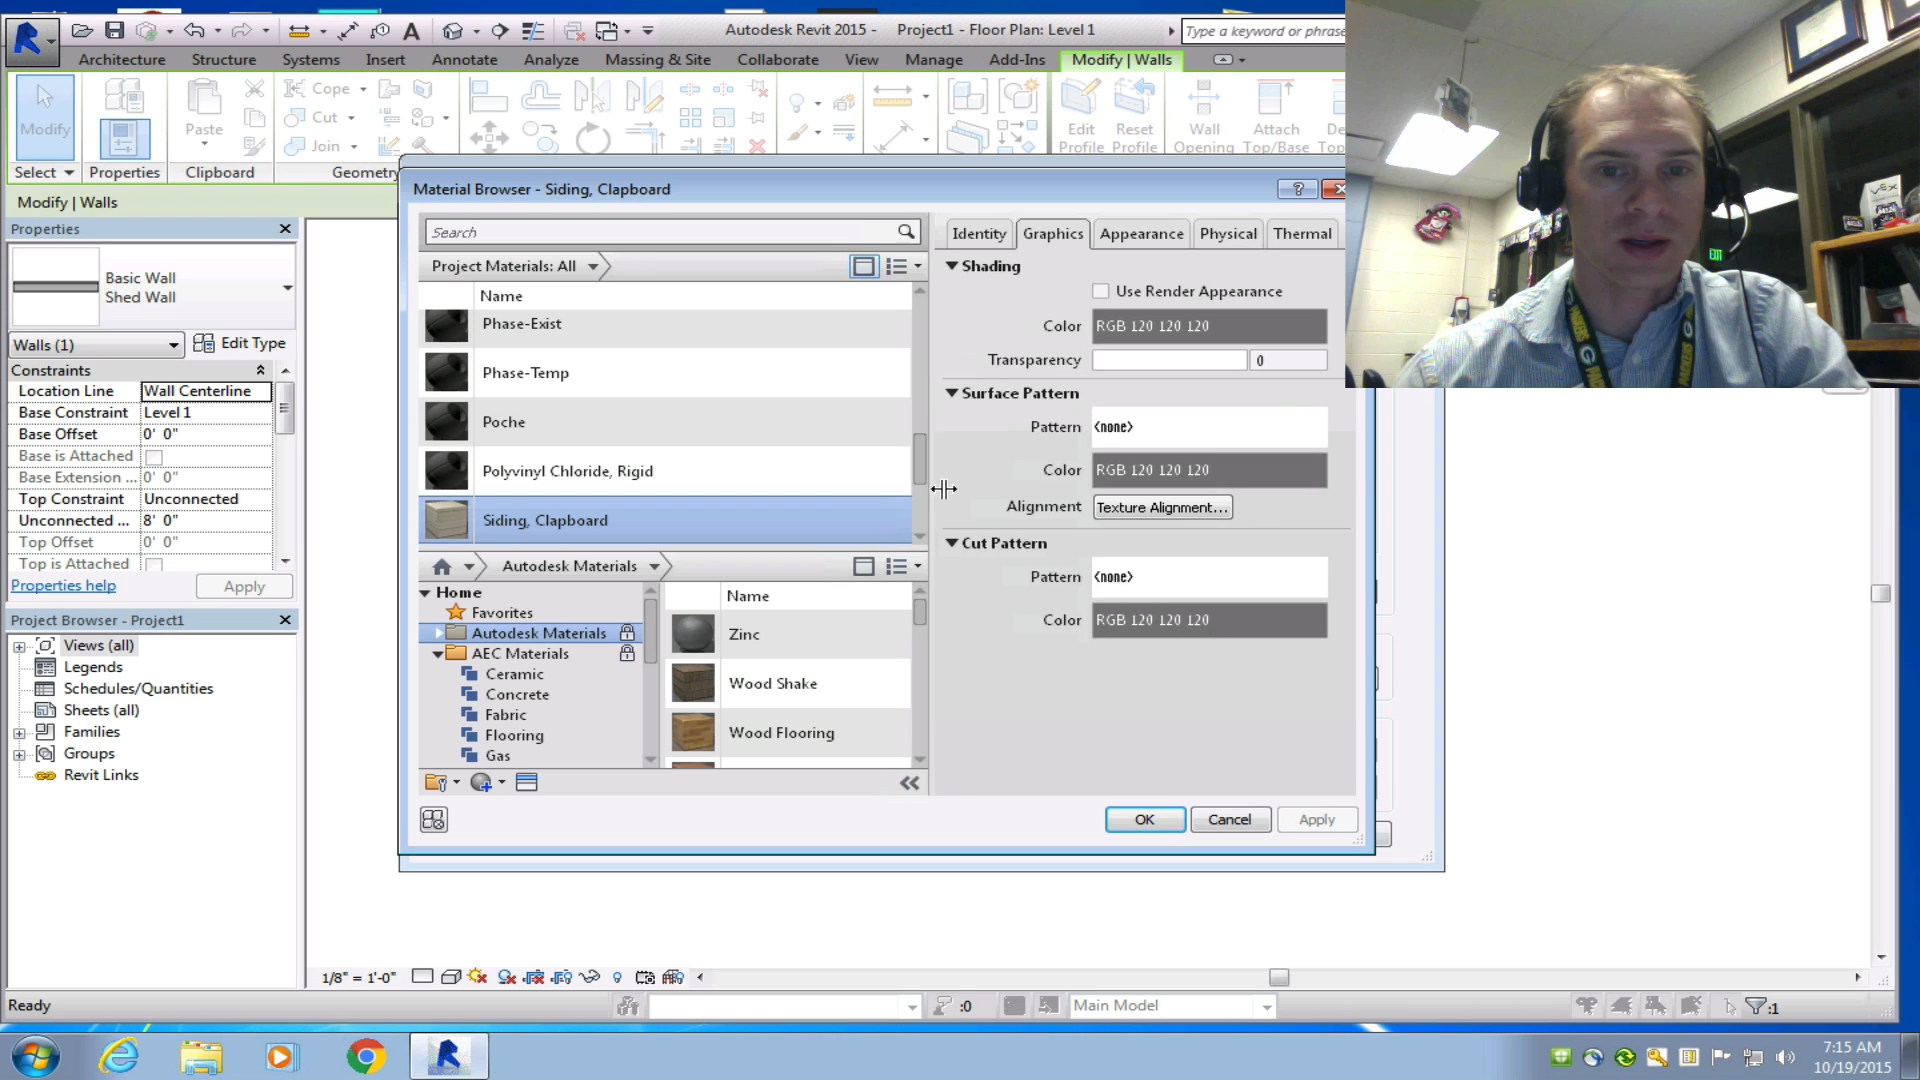 Autodesk Revit 2015 - Project1 - Floor Plan: Level 1
Type a keyword or phrase
Architecture Structure Systems Insert Annotate Analyze Massing & Site Collaborate View Manage Add-Ins Modify | Walls
Modify
Paste
Cope
Cut
Join
Edit Profile
Reset Profile
Wall Opening
Attach Top/Base
Select Properties Clipboard Geometry
Modify | Walls
Properties
Basic Wall
Shed Wall
Walls (1) Edit Type
Constraints
Location Line Wall Centerline
Base Constraint Level 1
Base Offset 0' 0"
Base is Attached
Base Extension ... 0' 0"
Top Constraint Unconnected
Unconnected ... 8' 0"
Top Offset 0' 0"
Top is Attached
Properties help Apply
Project Browser - Project1
Views (all)
Legends
Schedules/Quantities
Sheets (all)
Families
Groups
Revit Links
Material Browser - Siding, Clapboard
Search
Project Materials: All
Name
Phase-Exist
Phase-Temp
Poche
Polyvinyl Chloride, Rigid
Siding, Clapboard
Autodesk Materials
Home
Favorites
Autodesk Materials
AEC Materials
Ceramic
Concrete
Fabric
Flooring
Gas
Name
Zinc
Wood Shake
Wood Flooring
Identity Graphics Appearance Physical Thermal
Shading
Use Render Appearance
Color RGB 120 120 120
Transparency 0
Surface Pattern
Pattern <none>
Color RGB 120 120 120
Alignment Texture Alignment...
Cut Pattern
Pattern <none>
Color RGB 120 120 120
OK Cancel Apply
1/8" = 1'-0"
Ready
:0
Main Model
:1
7:15 AM
10/19/2015